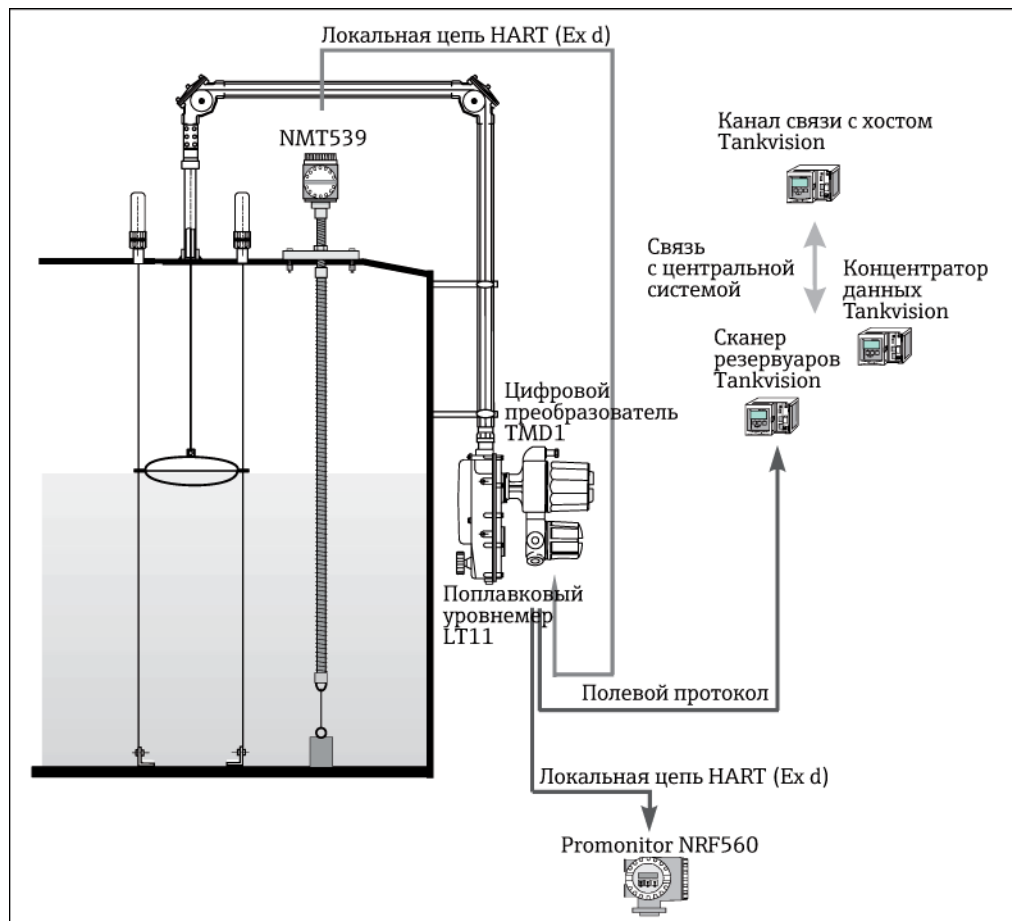 Локальная цепь HART (Ex d)
NMT539
Канал связи с хостом
Tankvision
Связь
с центральной
системой
Концентратор
данных
Tankvision
Сканер
резервуаров
Tankvision
Цифровой
преобразователь
TMD1
Поплавковый
уровнемер
LT11
Полевой протокол
Локальная цепь HART (Ex d)
Promonitor NRF560